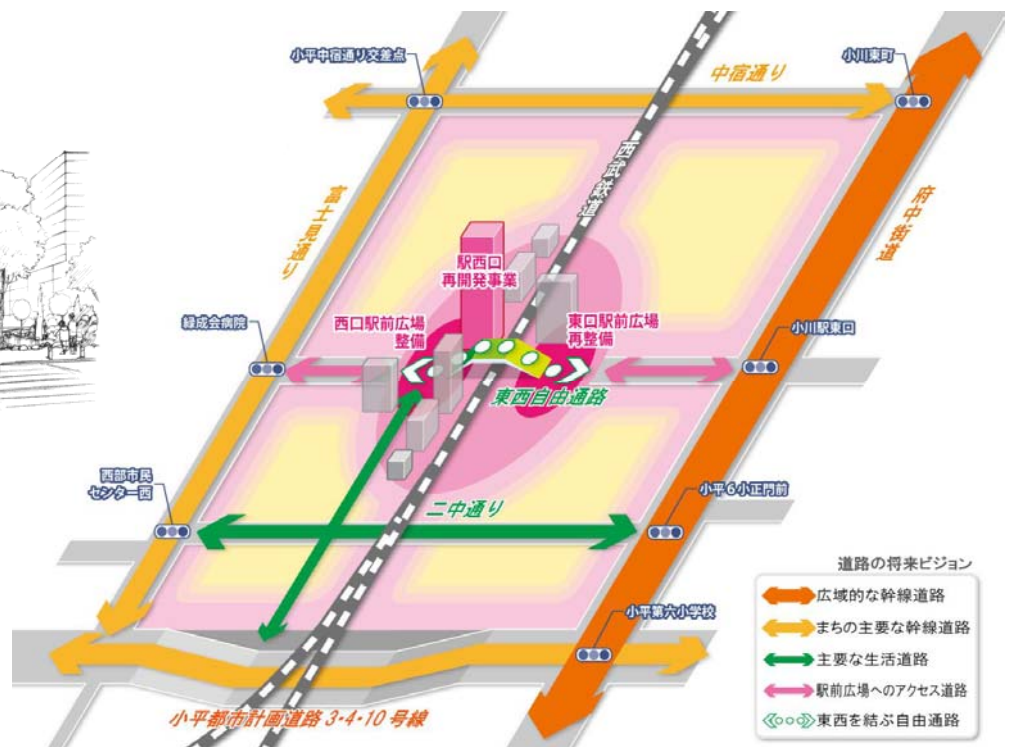 小平中宿通り交差点
中宿通り
小川東町
西武鉄道
富士見通り
府中街道
駅西口
再開発事業
西口駅前広場
整備
東口駅前広場
再整備
緑成会病院
小川駅東口
東西自由通路
西部市民
センター西
二中通り
小平6小正門前
小平第六小学校
小平都市計画道路3・4・10号線
道路の将来ビジョン
広域的な幹線道路
まちの主要な幹線道路
主要な生活道路
駅前広場へのアクセス道路
東西を結ぶ自由通路